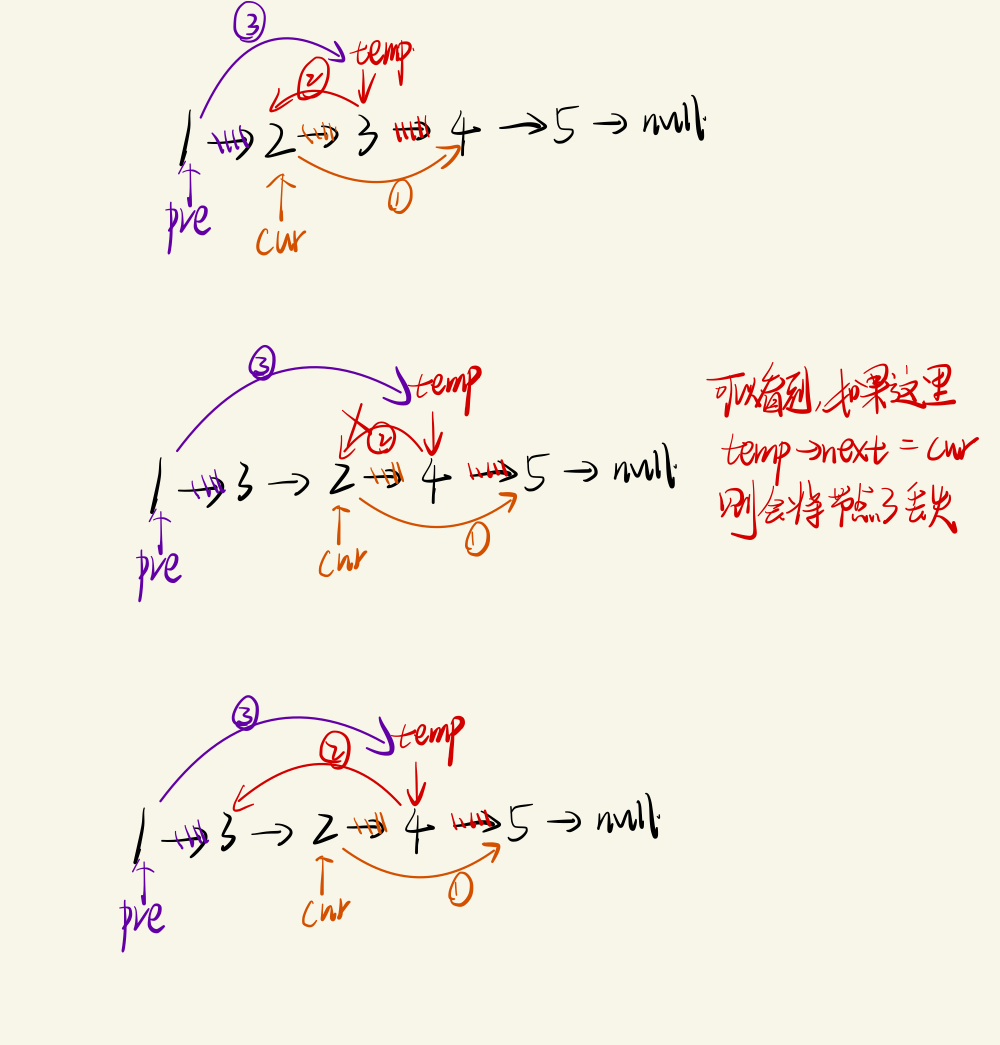 ③
temp
②
1 → 2 → 3 → 4 → 5 → null
①
pre
cur
③
temp
②
1 → 3 → 2 → 4 → 5 → null
①
cur
pre
可以看到,如果这里
temp→next = cur
则会将节点3丢失
③
temp
②
1 → 3 → 2 → 4 → 5 → null
①
cur
pre